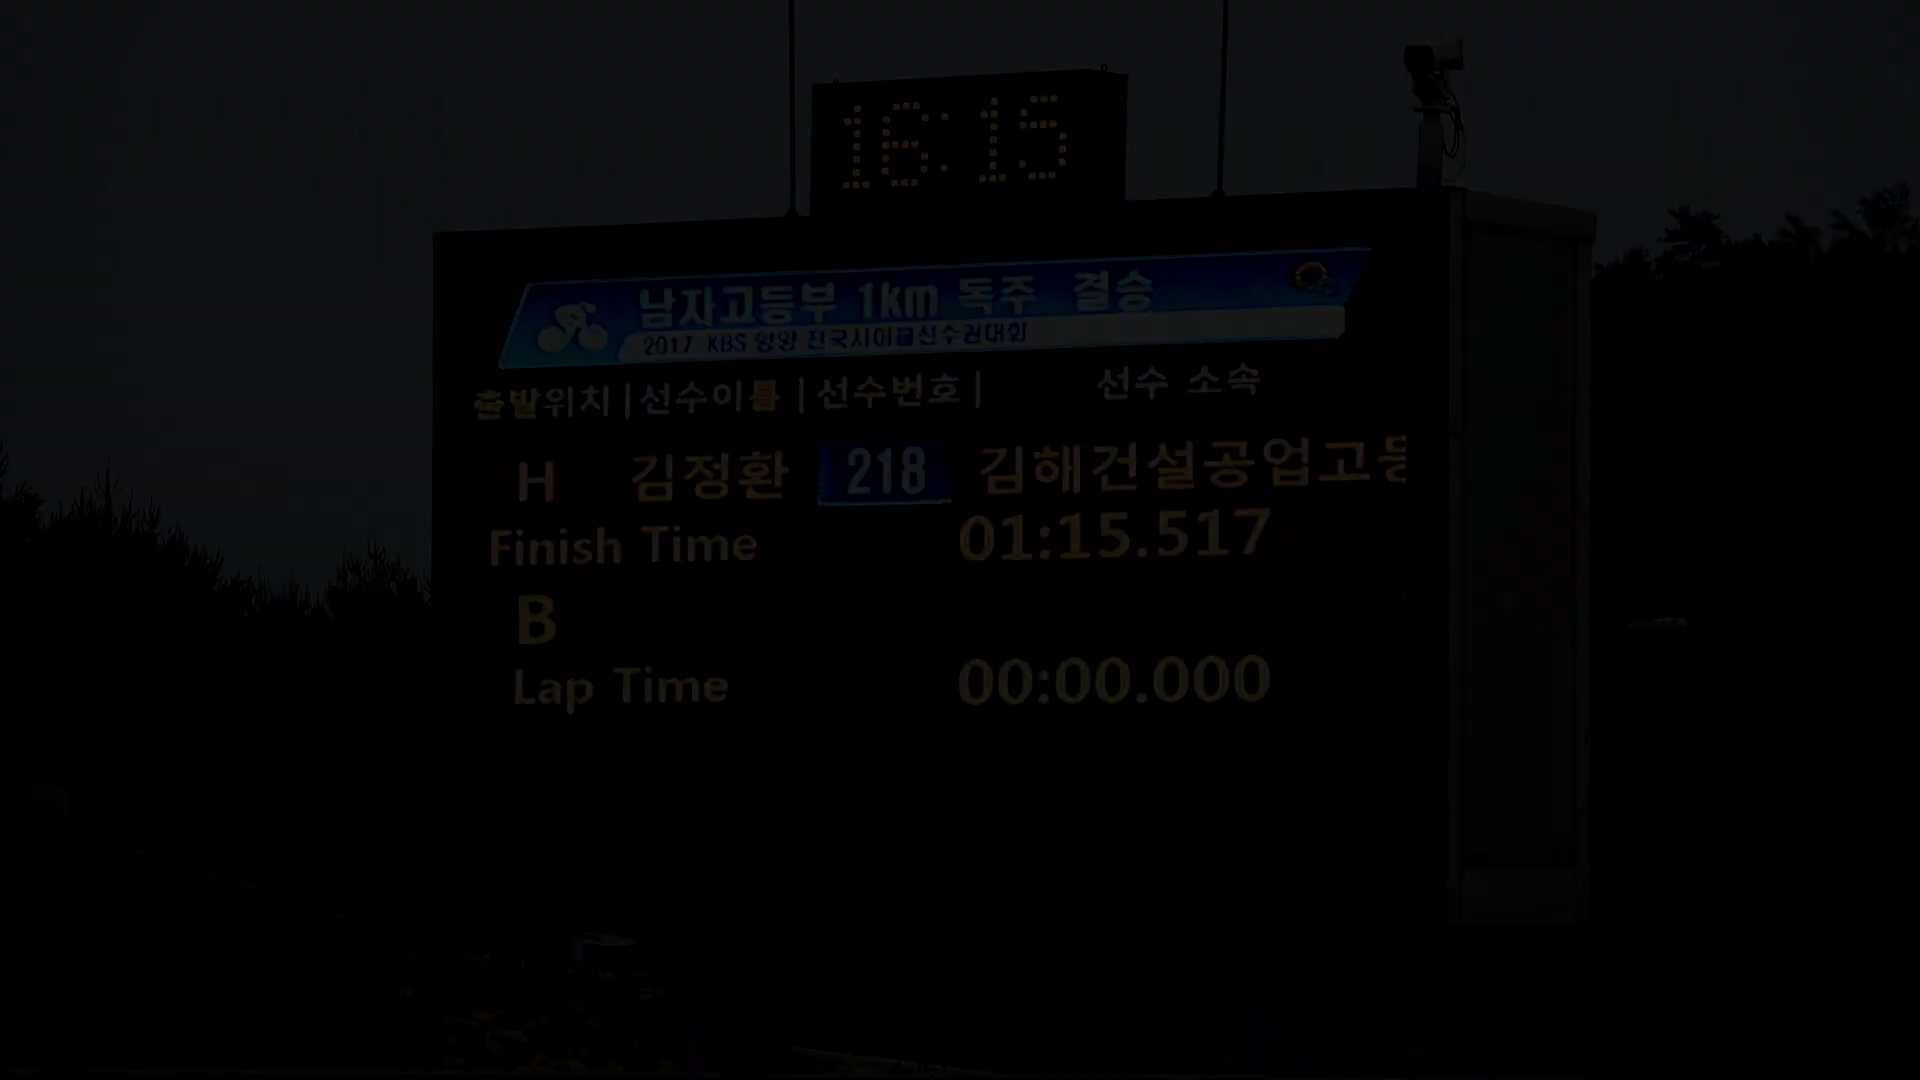 16:15
남자고등부 1km 독주 결승
2017 KBS 양양 전국사이클선수권대회
출발위치|선수이름|선수번호| 선수 소속
H 김정환 218 김해건설공업고등
Finish Time 01:15.517
B
Lap Time 00:00.000